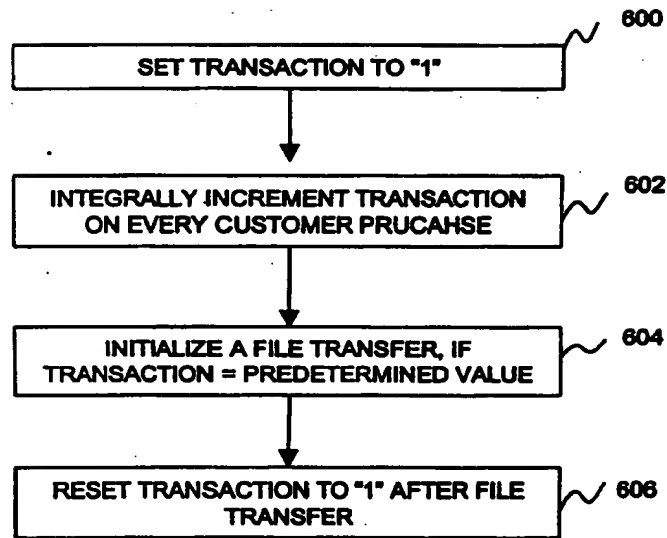 600
SET TRANSACTION TO "1"
INTEGRALLY INCREMENT TRANSACTION
ON EVERY CUSTOMER PRUCAHSE
602
INITIALIZE A FILE TRANSFER, IF
TRANSACTION = PREDETERMINED VALUE
604
RESET TRANSACTION TO "1" AFTER FILE
TRANSFER
606